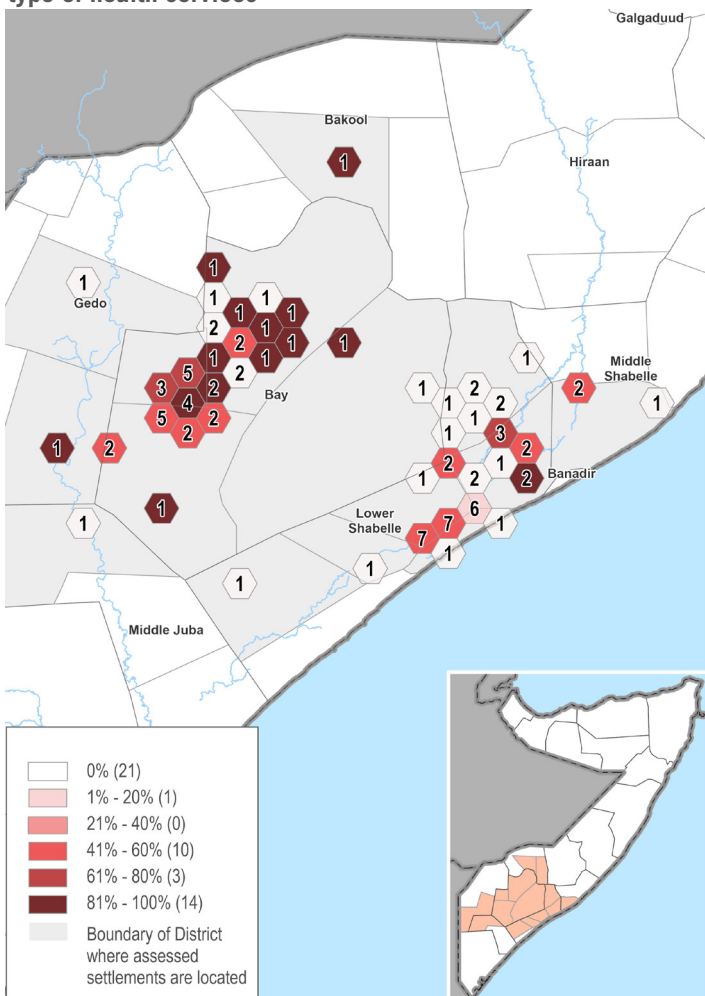 type of health services
Galgaduud
Bakool
1 Hiraan
1
1
1 1
Gedo
1 1
2 1
2 1 1
1 1 1
Middle
5 2 Shabelle
3 2 1 2 2
Bay
4 1 2 1
5 2 1
2 1 3
1 2 2
2 1
1 2 2 Banadir
1 6
Lower
1 7 1
Shabelle
7
1
1
1
Middle Juba
0% (21)
1% - 20% (1)
21% - 40% (0)
41% - 60% (10)
61% - 80% (3)
81% - 100% (14)
Boundary of District
where assessed
settlements are located